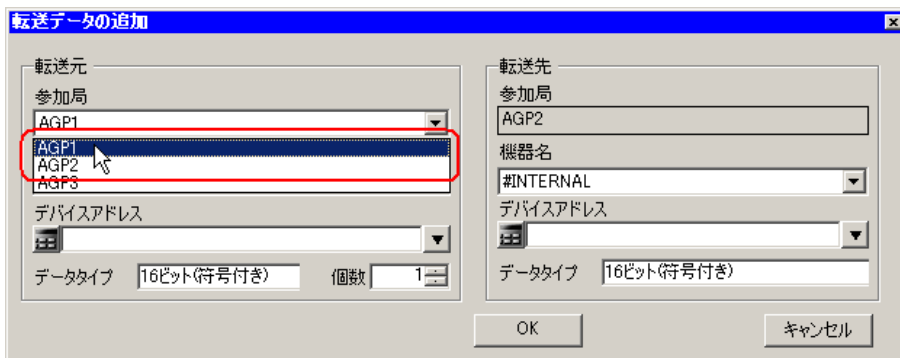 転送データの追加
転送元
参加局
AGP1
AGP1
AGP2
AGP3
デバイスアドレス
データタイプ 16ビット(符号付き) 個数 1
転送先
参加局
AGP2
機器名
#INTERNAL
デバイスアドレス
データタイプ 16ビット(符号付き)
OK キャンセル